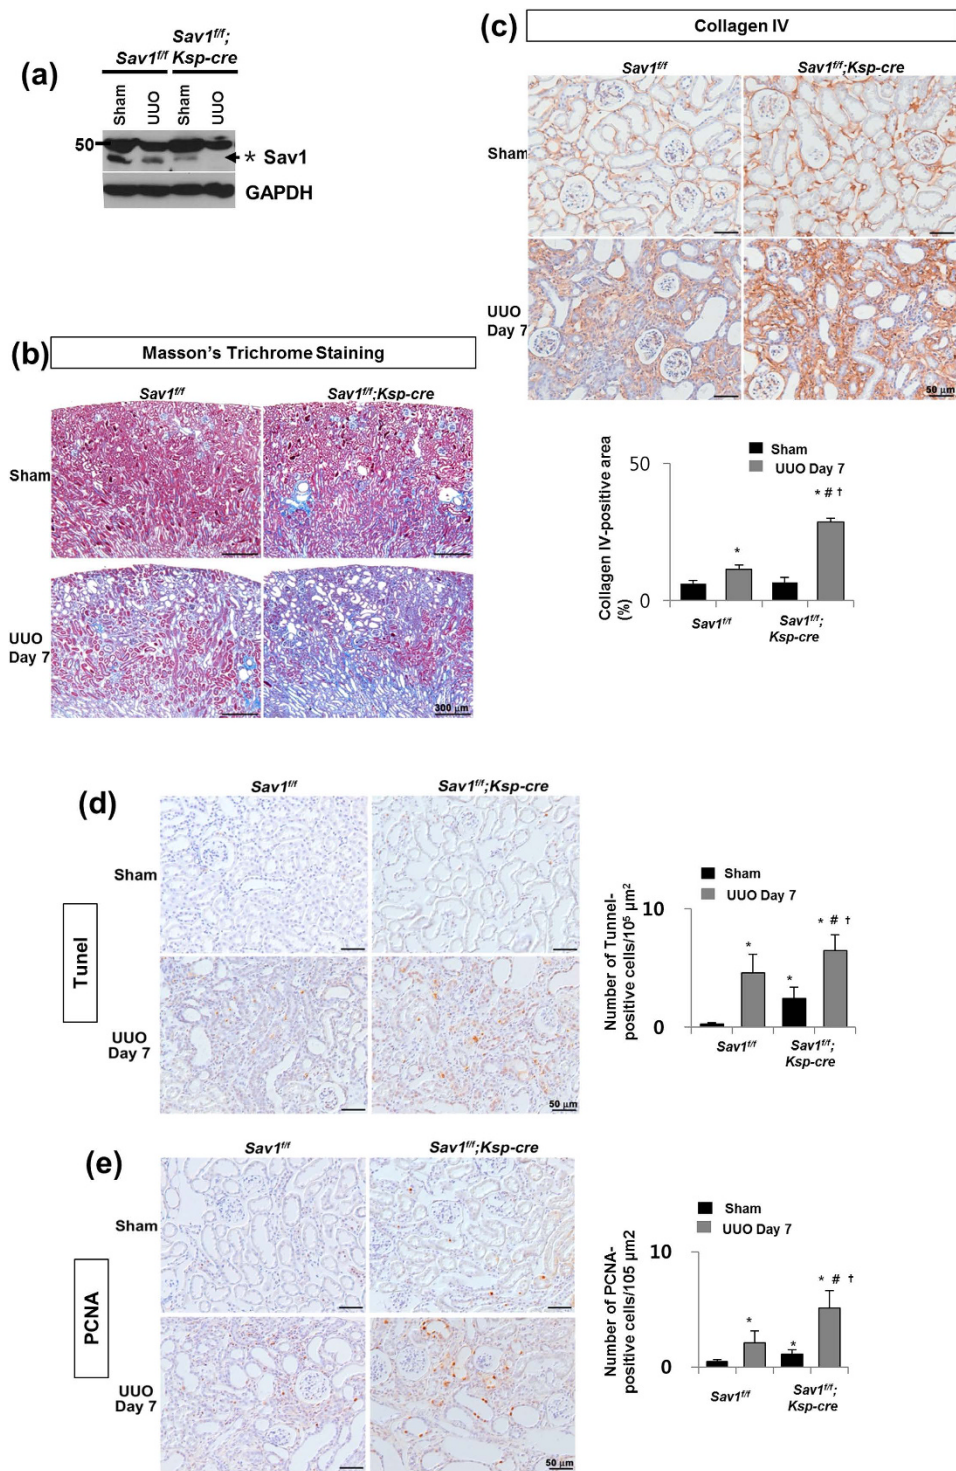 (a)
Sav1f/f
Sav1f/f;
Ksp-cre
Sham
UUO
Sham
UUO
50
* Sav1
GAPDH
(b)
Masson's Trichrome Staining
Sav1f/f
Sav1f/f;Ksp-cre
Sham
UUO
Day 7
300 μm
(c)
Collagen IV
Sav1f/f
Sav1f/f;Ksp-cre
Sham
UUO
Day 7
50 μm
Collagen IV-positive area
(%)
50
0
Sham
UUO Day 7
*
* # †
Sav1f/f
Sav1f/f;
Ksp-cre
(d)
Tunel
Sav1f/f
Sav1f/f;Ksp-cre
Sham
UUO
Day 7
50 μm
Number of Tunnel-
positive cells/10⁵ μm²
10
0
Sham
UUO Day 7
*
*
* # †
Sav1f/f
Sav1f/f;
Ksp-cre
(e)
PCNA
Sav1f/f
Sav1f/f;Ksp-cre
Sham
UUO
Day 7
50 μm
Number of PCNA-
positive cells/105 μm2
10
0
Sham
UUO Day 7
*
*
* # †
Sav1f/f
Sav1f/f;
Ksp-cre